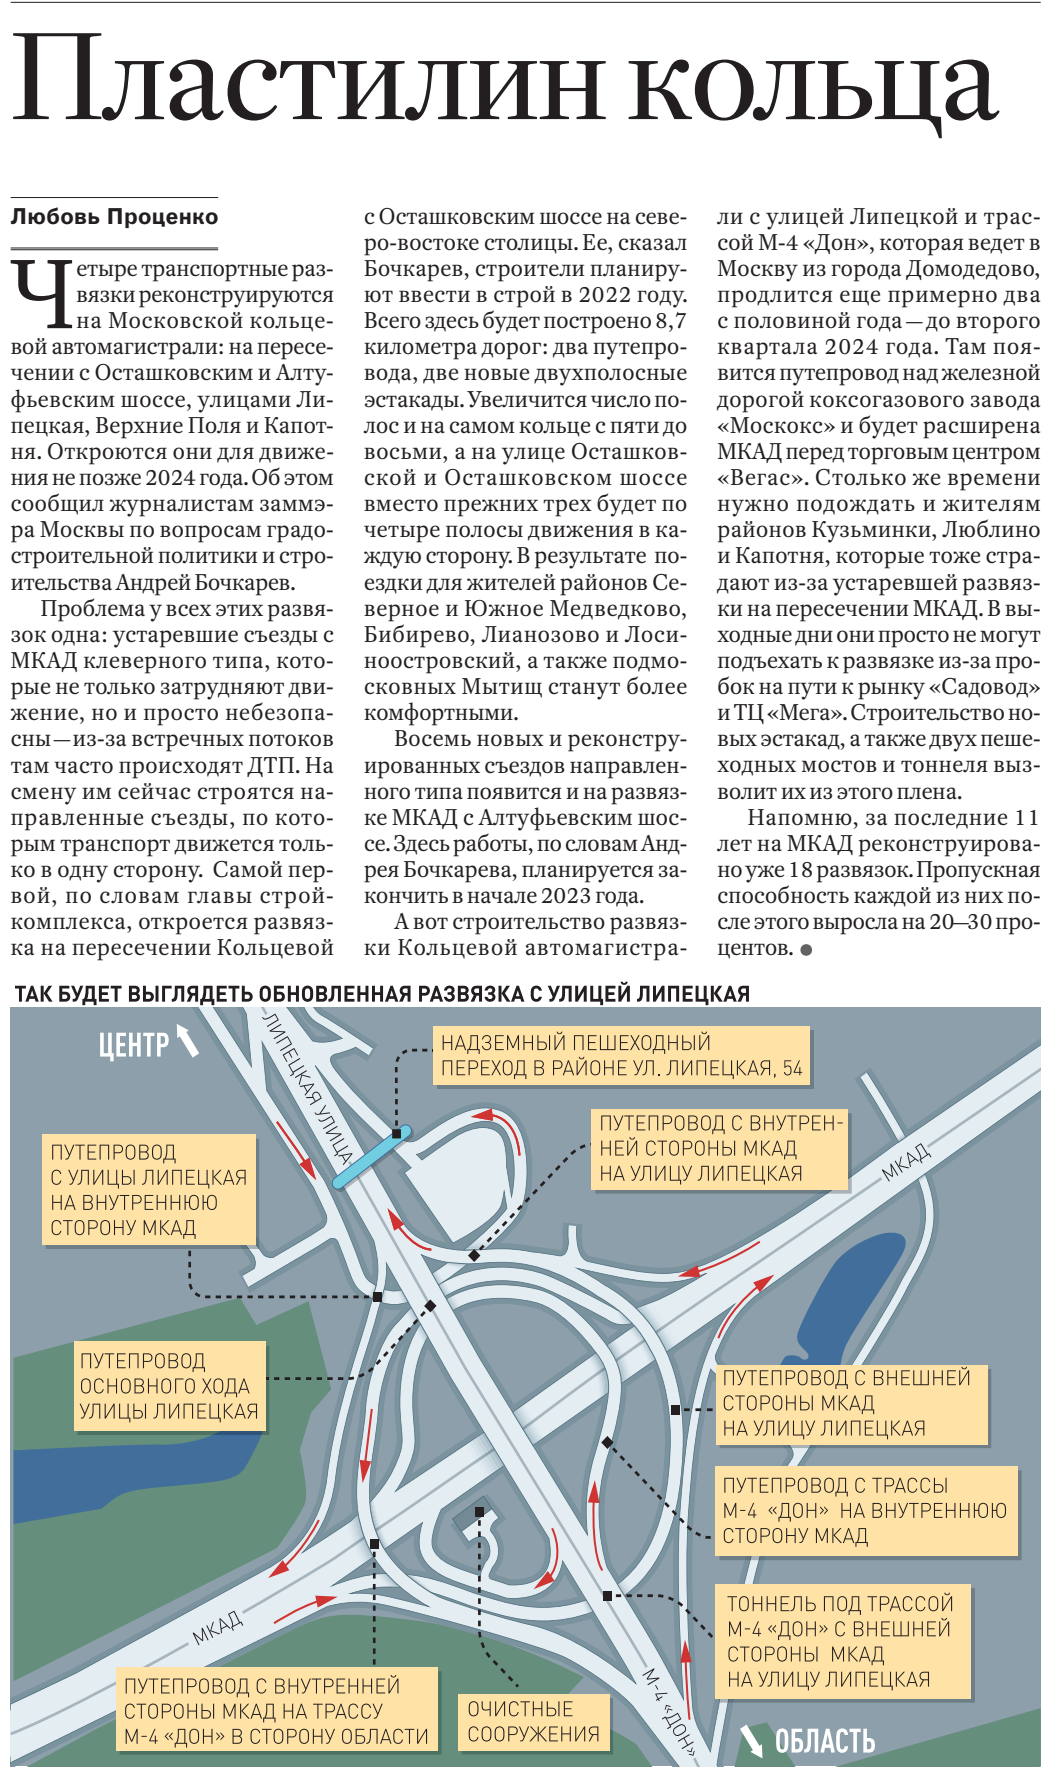 Пластилин кольца
Любовь Проценко
Четыре транспортные раз-
вязки реконструируются
на Московской кольце-
вой автомагистрали: на пересе-
чении с Осташковским и Алту-
фьевским шоссе, улицами Ли-
пецкая, Верхние Поля и Капот-
ня. Откроются они для движе-
ния не позже 2024 года. Об этом
сообщил журналистам заммэ-
ра Москвы по вопросам градо-
строительной политики и стро-
ительства Андрей Бочкарев.
Проблема у всех этих развя-
зок одна: устаревшие съезды с
МКАД клеверного типа, кото-
рые не только затрудняют дви-
жение, но и просто небезопа-
сны — из-за встречных потоков
там часто происходят ДТП. На
смену им сейчас строятся на-
правленные съезды, по кото-
рым транспорт движется толь-
ко в одну сторону. Самой пер-
вой, по словам главы строй-
комплекса, откроется развяз-
ка на пересечении Кольцевой
с Осташковским шоссе на севе-
ро-востоке столицы. Ее, сказал
Бочкарев, строители планиру-
ют ввести в строй в 2022 году.
Всего здесь будет построено 8,7
километра дорог: два путепро-
вода, две новые двухполосные
эстакады. Увеличится число по-
лос и на самом кольце с пяти до
восьми, а на улице Осташков-
ской и Осташковском шоссе
вместо прежних трех будет по
четыре полосы движения в ка-
ждую сторону. В результате по-
ездки для жителей районов Се-
верное и Южное Медведково,
Бибирево, Лианозово и Лоси-
ноостровский, а также подмо-
сковных Мытищ станут более
комфортными.
Восемь новых и реконстру-
ированных съездов направлен-
ного типа появится и на развяз-
ке МКАД с Алтуфьевским шос-
се. Здесь работы, по словам Анд-
рея Бочкарева, планируется за-
кончить в начале 2023 года.
А вот строительство развяз-
ки Кольцевой автомагистра-
ли с улицей Липецкой и трас-
сой М-4 «Дон», которая ведет в
Москву из города Домодедово,
продлится еще примерно два
с половиной года — до второго
квартала 2024 года. Там поя-
вится путепровод над железной
дорогой коксогазового завода
«Москокс» и будет расширена
МКАД перед торговым центром
«Вегас». Столько же времени
нужно подождать и жителям
районов Кузьминки, Люблино
и Капотня, которые тоже стра-
дают из-за устаревшей развяз-
ки на пересечении МКАД. В вы-
ходные дни они просто не могут
подъехать к развязке из-за про-
бок на пути к рынку «Садовод»
и ТЦ «Мега». Строительство но-
вых эстакад, а также двух пеше-
ходных мостов и тоннеля выз-
волит их из этого плена.
Напомню, за последние 11
лет на МКАД реконструирова-
но уже 18 развязок. Пропускная
способность каждой из них по-
сле этого выросла на 20—30 про-
центов.
ТАК БУДЕТ ВЫГЛЯДЕТЬ ОБНОВЛЕННАЯ РАЗВЯЗКА С УЛИЦЕЙ ЛИПЕЦКАЯ
ЦЕНТР
ЛИПЕЦКАЯ УЛИЦА
НАДЗЕМНЫЙ ПЕШЕХОДНЫЙ
ПЕРЕХОД В РАЙОНЕ УЛ. ЛИПЕЦКАЯ, 54
ПУТЕПРОВОД С ВНУТРЕН-
НЕЙ СТОРОНЫ МКАД
НА УЛИЦУ ЛИПЕЦКАЯ
МКАД
ПУТЕПРОВОД
С УЛИЦЫ ЛИПЕЦКАЯ
НА ВНУТРЕННЮЮ
СТОРОНУ МКАД
ПУТЕПРОВОД
ОСНОВНОГО ХОДА
УЛИЦЫ ЛИПЕЦКАЯ
ПУТЕПРОВОД С ВНЕШНЕЙ
СТОРОНЫ МКАД
НА УЛИЦУ ЛИПЕЦКАЯ
ПУТЕПРОВОД С ТРАССЫ
М-4 «ДОН» НА ВНУТРЕННЮЮ
СТОРОНУ МКАД
ТОННЕЛЬ ПОД ТРАССОЙ
М-4 «ДОН» С ВНЕШНЕЙ
СТОРОНЫ МКАД
НА УЛИЦУ ЛИПЕЦКАЯ
МКАД
ПУТЕПРОВОД С ВНУТРЕННЕЙ
СТОРОНЫ МКАД НА ТРАССУ
М-4 «ДОН» В СТОРОНУ ОБЛАСТИ
ОЧИСТНЫЕ
СООРУЖЕНИЯ
М-4 «ДОН»
ОБЛАСТЬ